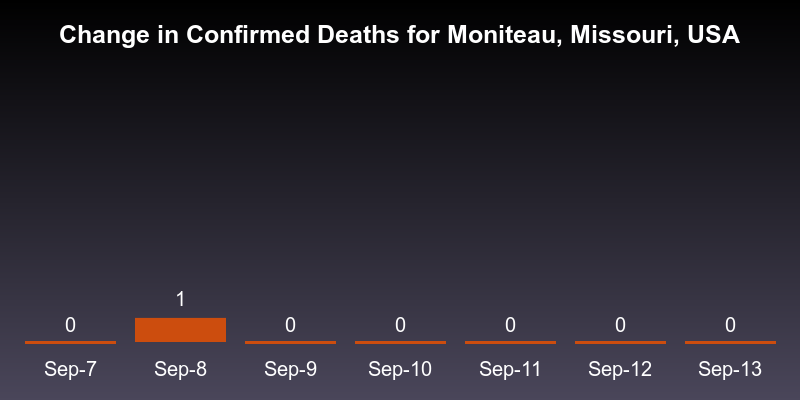 Change in Confirmed Deaths for Moniteau, Missouri, USA
1
0 0 0 0 0 0
Sep-7 Sep-8 Sep-9 Sep-10 Sep-11 Sep-12 Sep-13